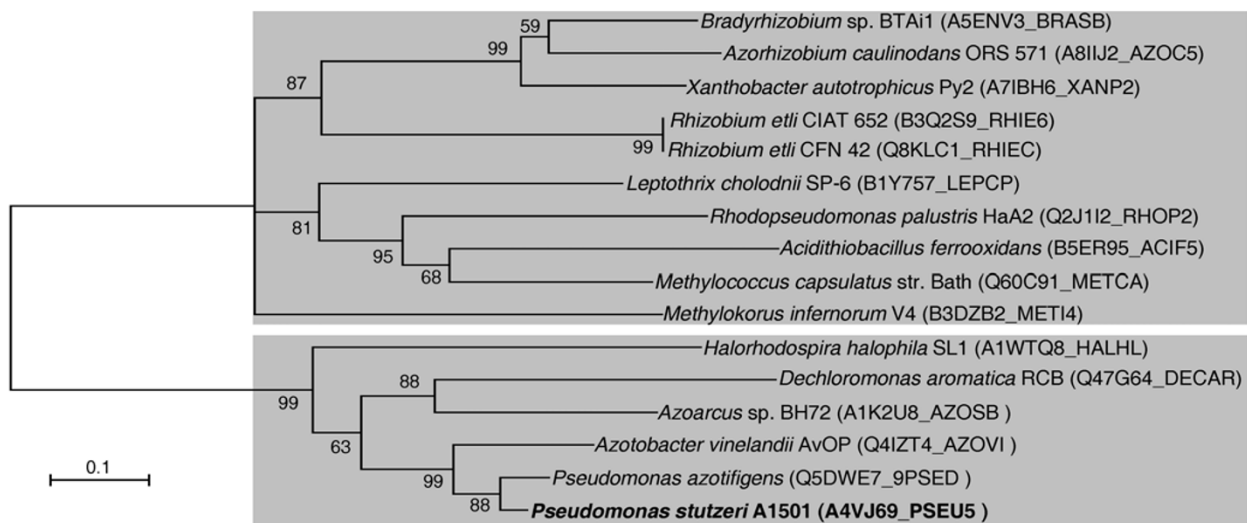 Bradyrhizobium sp. BTAi1 (A5ENV3_BRASB)
59
99
Azorhizobium caulinodans ORS 571 (A8IIJ2_AZOC5)
87
Xanthobacter autotrophicus Py2 (A7IBH6_XANP2)
Rhizobium etli CIAT 652 (B3Q2S9_RHIE6)
99
Rhizobium etli CFN 42 (Q8KLC1_RHIEC)
Leptothrix cholodnii SP-6 (B1Y757_LEPCP)
81
Rhodopseudomonas palustris HaA2 (Q2J1I2_RHOP2)
95
Acidithiobacillus ferrooxidans (B5ER95_ACIF5)
68
Methylococcus capsulatus str. Bath (Q60C91_METCA)
Methylokorus infernorum V4 (B3DZB2_METI4)
Halorhodospira halophila SL1 (A1WTQ8_HALHL)
99
88
Dechloromonas aromatica RCB (Q47G64_DECAR)
Azoarcus sp. BH72 (A1K2U8_AZOSB )
63
Azotobacter vinelandii AvOP (Q4IZT4_AZOVI )
0.1
99
Pseudomonas azotifigens (Q5DWE7_9PSED )
88
Pseudomonas stutzeri A1501 (A4VJ69_PSEU5 )